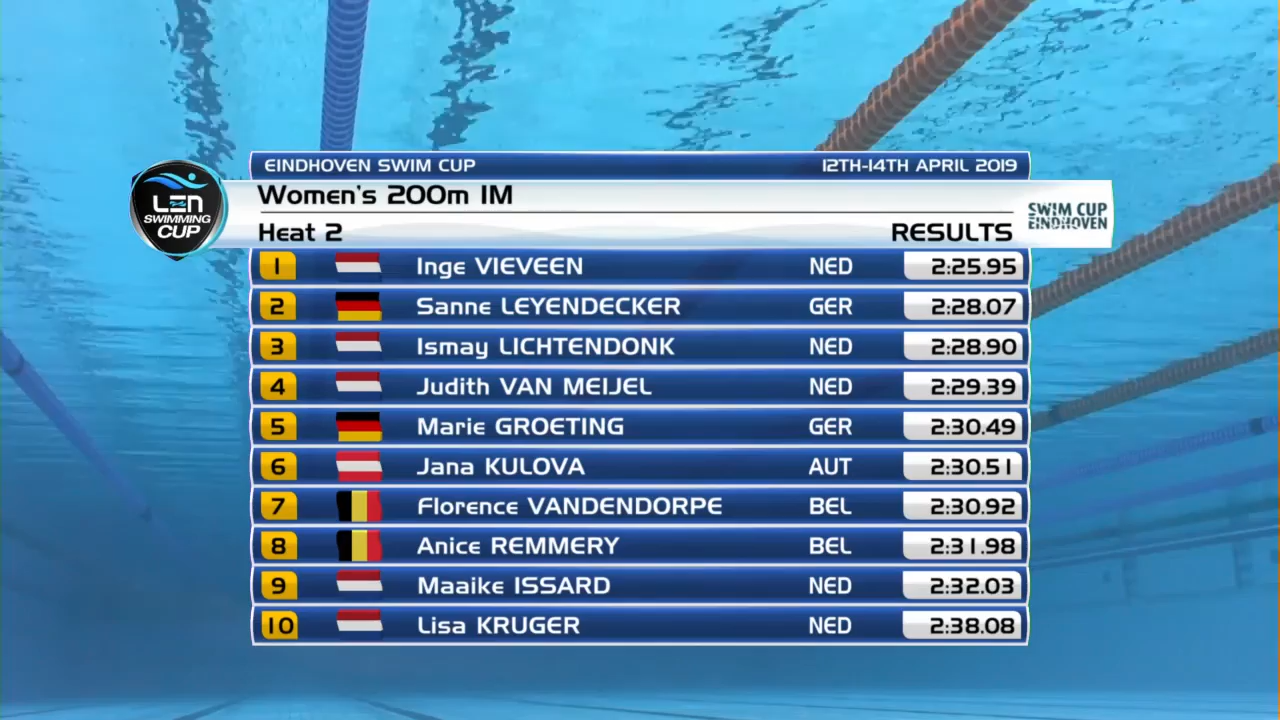 EINDHOVEN SWIM CUP 12TH-14TH APRIL 2019
Women's 200m IM
LEN
SWIMMING
CUP
SWIM CUP
EINDHOVEN
Heat 2 RESULTS
1 Inge VIEVEEN NED 2:25.95
2 Sanne LEYENDECKER GER 2:28.07
3 Ismay LICHTENDONK NED 2:28.90
4 Judith VAN MEIJEL NED 2:29.39
5 Marie GROETING GER 2:30.49
6 Jana KULOVA AUT 2:30.51
7 Florence VANDENDORPE BEL 2:30.92
8 Anice REMMERY BEL 2:31.98
9 Maaike ISSARD NED 2:32.03
10 Lisa KRUGER NED 2:38.08